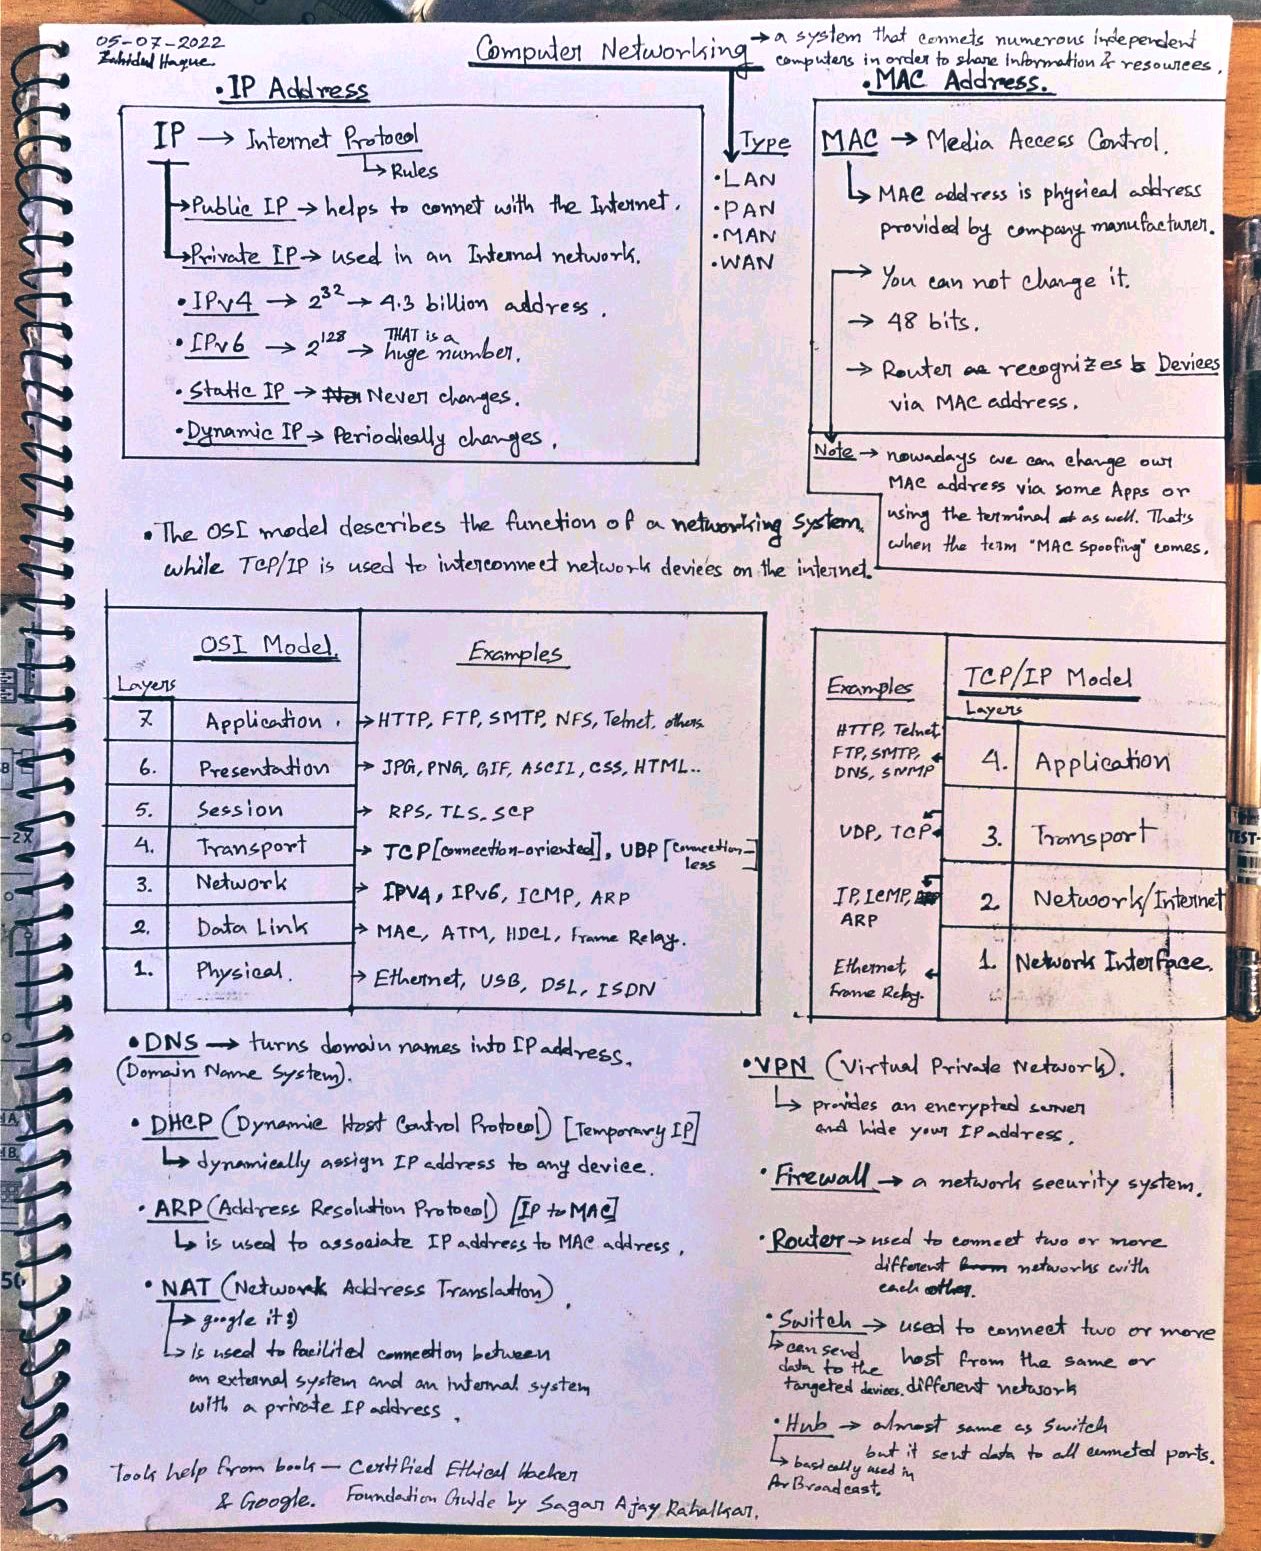 05-07-2022
Zahidul Haque
Computer Networking → a system that connets numerous independent
computers in order to share information & resources.
• IP Address
IP → Internet Protocol
↳ Rules
→ Public IP → helps to connet with the Internet.
→ Private IP → used in an Internal network.
• IPv4 → 2^32 → 4.3 billion address.
• IPv6 → 2^128 → THAT is a
huge number.
• Static IP → Never changes.
• Dynamic IP → Periodically changes.
Type
• LAN
• PAN
• MAN
• WAN
• MAC Address.
MAC → Media Access Control.
↳ MAC address is physical address
provided by company manufacturer.
→ You can not change it.
→ 48 bits.
→ Router recognizes Devices
via MAC address.
Note → nowadays we can change our
MAC address via some Apps or
using the terminal as well. That's
when the term "MAC spoofing" comes.
• The OSI model describes the function of a networking system.
while TCP/IP is used to interconnect network devices on the internet.
OSI Model. Examples
Layers
7. Application. → HTTP, FTP, SMTP, NFS, Telnet, others
6. Presentation → JPG, PNG, GIF, ASCII, CSS, HTML..
5. Session → RPS, TLS, SCP
4. Transport → TCP [connection-oriented], UDP [connection-
less]
3. Network → IPV4, IPv6, ICMP, ARP
2. Data Link → MAC, ATM, HDCL, Frame Relay.
1. Physical. → Ethernet, USB, DSL, ISDN
Examples TCP/IP Model
Layers
HTTP, Telnet
FTP, SMTP, 4. Application
DNS, SNMP
UDP, TCP 3. Transport
IP, ICMP, 2. Network/Internet
ARP
Ethernet, 1. Network Interface.
Frame Relay.
• DNS → turns domain names into IP address.
(Domain Name System).
• DHCP (Dynamic Host Control Protocol) [Temporary IP]
↳ dynamically assign IP address to any device.
• ARP (Address Resolution Protocol) [IP to MAC]
↳ is used to associate IP address to MAC address.
• NAT (Network Address Translation).
→ google it :)
↳ is used to facilited connection between
an external system and an internal system
with a private IP address.
• VPN (Virtual Private Network).
↳ provides an encrypted server
and hide your IP address.
• Firewall → a network security system.
• Router → used to connect two or more
different networks with
each other.
• Switch → used to connect two or more
host from the same or
different network
↳ can send
data to the
targeted devices.
• Hub → almost same as Switch
but it sent data to all connected ports.
↳ basically used in
for Broadcast.
Took help from book — Certified Ethical Hacker
& Google. Foundation Guide by Sagar Ajay Rahalkar.